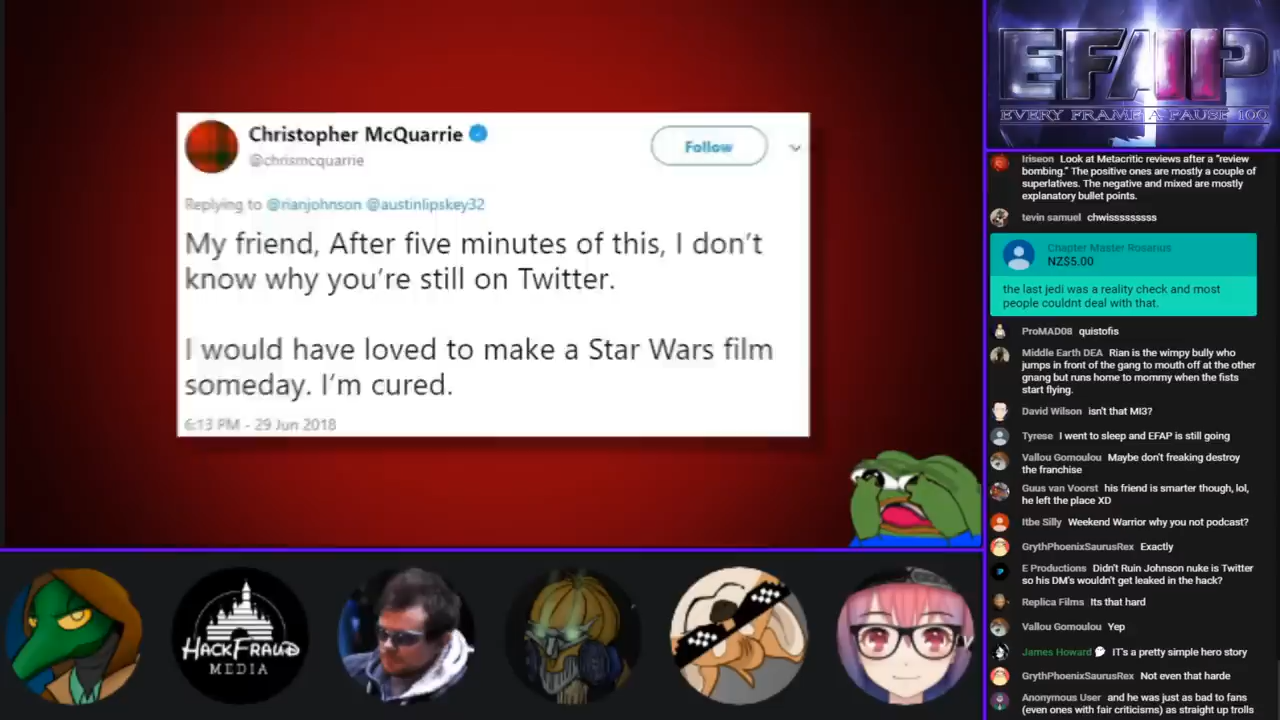 Christopher McQuarrie
@chrismcquarrie
Follow
Replying to @rianjohnson @austinlipskey32
My friend, After five minutes of this, I don't
know why you're still on Twitter.
I would have loved to make a Star Wars film
someday. I'm cured.
6:13 PM - 29 Jun 2018
HACKFRAUD
MEDIA
EFAP
EVERY FRAME A PAUSE 100
Iriseon Look at Metacritic reviews after a "review
bombing." The positive ones are mostly a couple of
superlatives. The negative and mixed are mostly
explanatory bullet points.
tevin samuel chwisssssssss
Chapter Master Rosarius
NZ$5.00
the last jedi was a reality check and most
people couldnt deal with that.
ProMAD08 quistofis
Middle Earth DEA Rian is the wimpy bully who
jumps in front of the gang to mouth off at the other
gnang but runs home to mommy when the fists
start flying.
David Wilson isn't that MI3?
Tyrese I went to sleep and EFAP is still going
Vallou Gomoulou Maybe don't freaking destroy
the franchise
Guus van Voorst his friend is smarter though, lol,
he left the place XD
Itbe Silly Weekend Warrior why you not podcast?
GrythPhoenixSaurusRex Exactly
E Productions Didn't Ruin Johnson nuke is Twitter
so his DM's wouldn't get leaked in the hack?
Replica Films Its that hard
Vallou Gomoulou Yep
James Howard IT's a pretty simple hero story
GrythPhoenixSaurusRex Not even that harde
Anonymous User and he was just as bad to fans
(even ones with fair criticisms) as straight up trolls